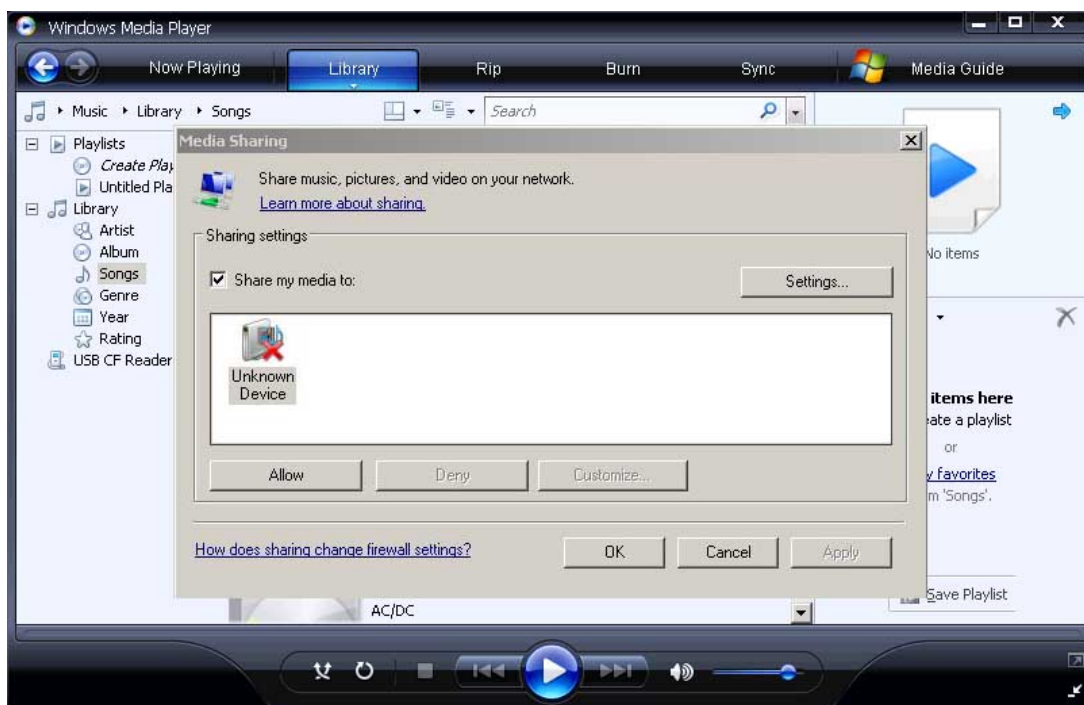 Windows Media Player
Now Playing
Library
Rip
Burn
Sync
Media Guide
Music Library Songs
Search
Playlists
Create Play
Untitled Pla
Library
Artist
Album
Songs
Genre
Year
Rating
USB CF Reader
Media Sharing
Share music, pictures, and video on your network.
Learn more about sharing.
Sharing settings
Share my media to:
Settings...
Unknown
Device
Allow
Deny
Customize...
How does sharing change firewall settings?
OK
Cancel
Apply
AC/DC
No items
items here
eate a playlist
or
y favorites
m 'Songs'.
Save Playlist